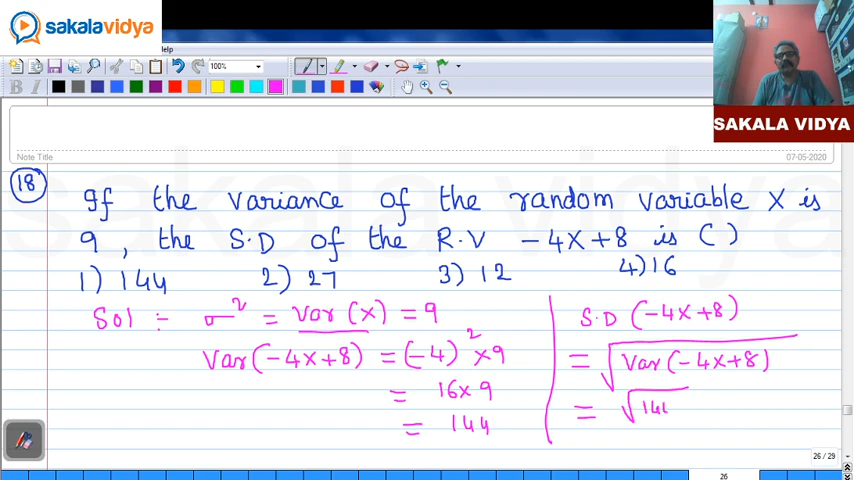 sakalavidya
Help
100%
B I
SAKALA VIDYA
Note Title
07-05-2020
18 If the variance of the random variable X is
9, the S.D of the R.V -4X+8 is ( )
1) 144 2) 27 3) 12 4) 16
Sol := σ² = Var(X) = 9
Var(-4X+8) = (-4)² × 9
= 16×9
= 144
S.D (-4X+8)
= √Var(-4X+8)
= √144
26 / 29
26